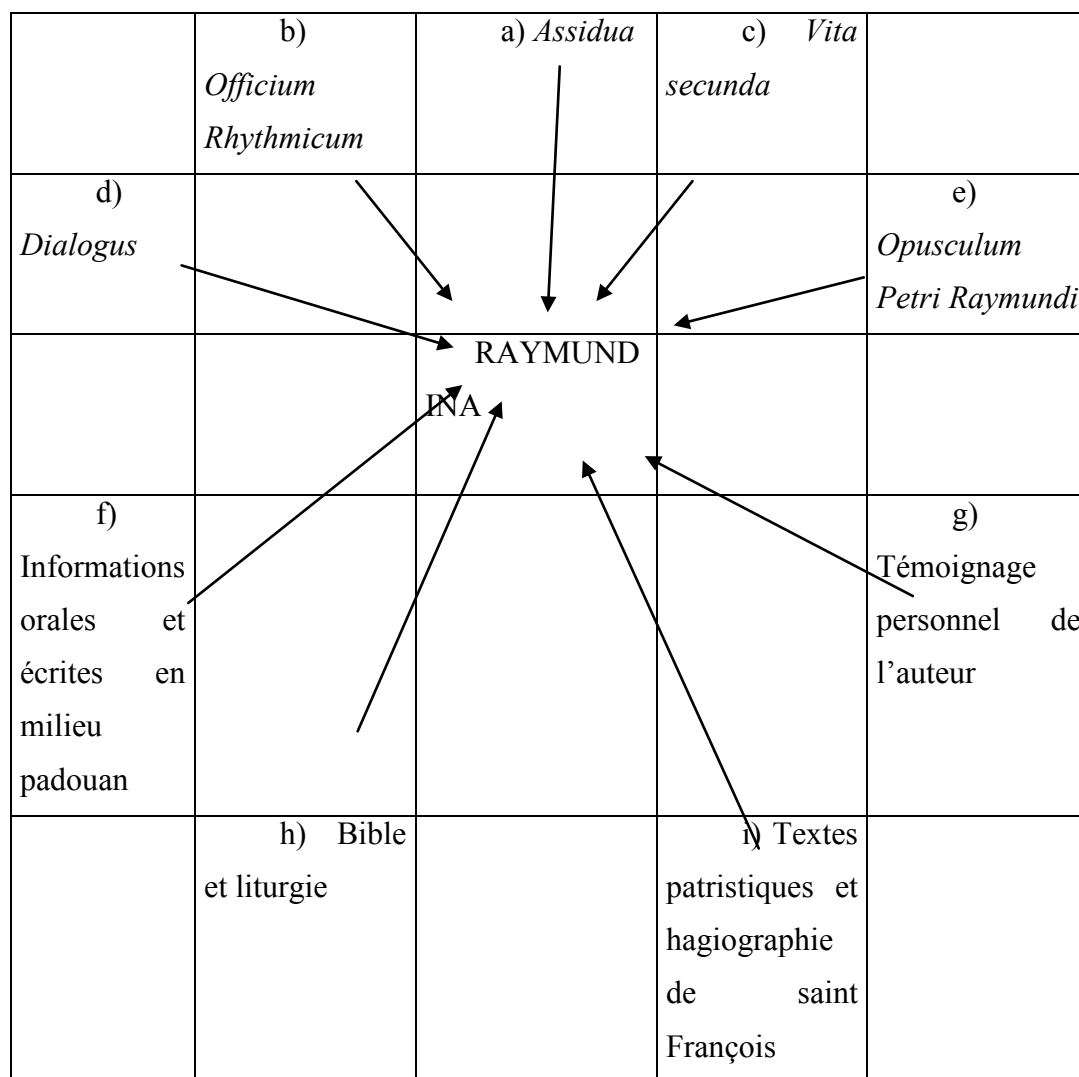 b)
Officium
Rhythmicum
a) Assidua
c) Vita
secunda
d)
Dialogus
e)
Opusculum
Petri Raymundi
RAYMUND
INA
f)
Informations
orales et
écrites en
milieu
padouan
g)
Témoignage
personnel de
l’auteur
h) Bible
et liturgie
i) Textes
patristiques et
hagiographie
de saint
François